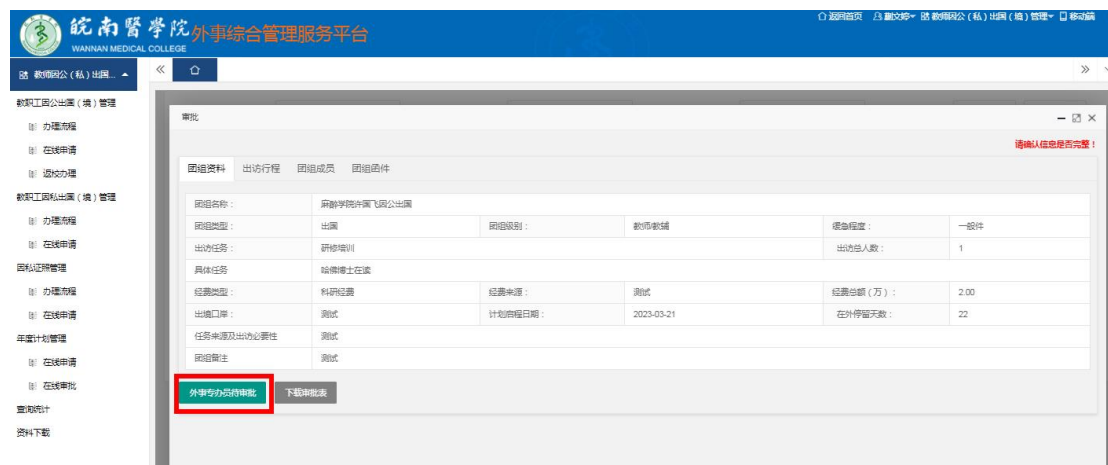 皖南醫學院 外事综合管理服务平台
WANNAN MEDICAL COLLEGE
返回首页 教师因公（私）出国（境）管理
教师因公（私）出国...
教职工因公出国（境）管理
办理流程
在线申请
返校办理
教职工因私出国（境）管理
办理流程
在线申请
因私证照管理
办理流程
在线申请
年度计划管理
在线申请
在线审批
查询统计
资料下载
审批
请确认信息是否完整！
团组资料 出访行程 团组成员 团组函件
团组名称： 麻醉学院许国飞因公出国
团组类型： 出国 团组级别： 教师/教辅 缓急程度： 一般件
出访任务： 研修培训 出访总人数： 1
具体任务 哈佛博士在读
经费类型： 科研经费 经费来源： 测试 经费总额（万）： 2.00
出境口岸： 测试 计划启程日期： 2023-03-21 在外停留天数： 22
任务来源及出访必要性 测试
团组备注 测试
外事专办员待审批 下载审批表